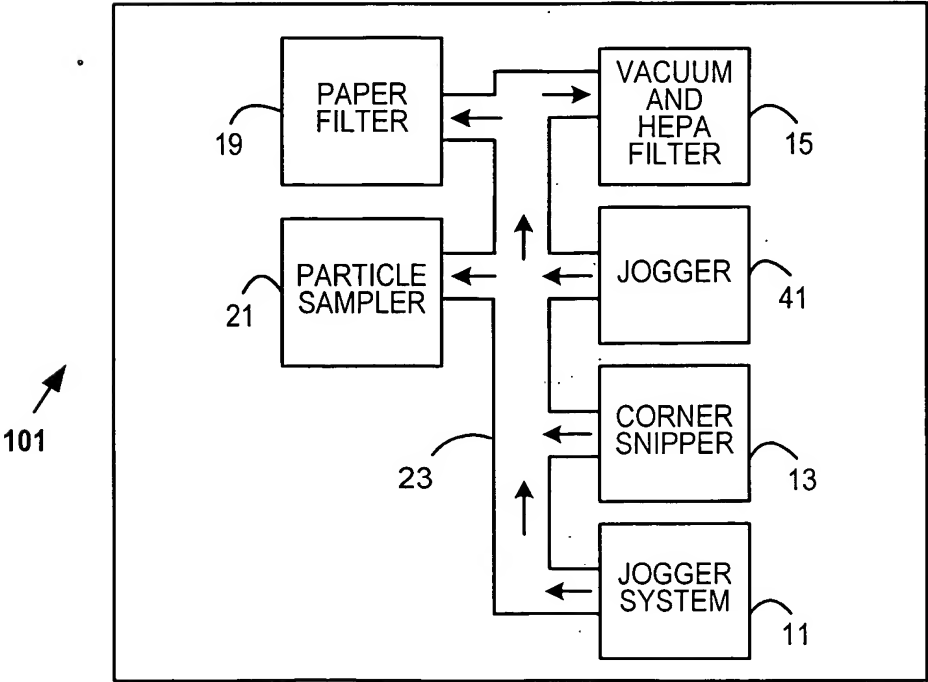 PAPER
FILTER
19
VACUUM
AND
HEPA
FILTER
15
PARTICLE
SAMPLER
21
JOGGER
41
101
23
CORNER
SNIPPER
13
JOGGER
SYSTEM
11